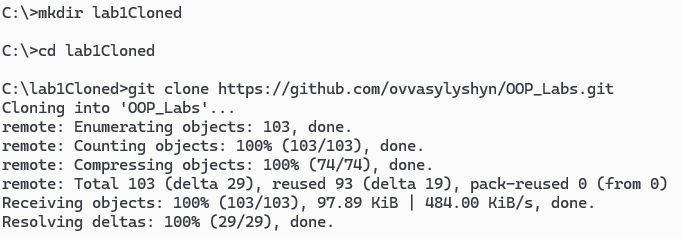 C:\>mkdir lab1Cloned
C:\>cd lab1Cloned
C:\lab1Cloned>git clone https://github.com/ovvasylyshyn/OOP_Labs.git
Cloning into 'OOP_Labs'...
remote: Enumerating objects: 103, done.
remote: Counting objects: 100% (103/103), done.
remote: Compressing objects: 100% (74/74), done.
remote: Total 103 (delta 29), reused 93 (delta 19), pack-reused 0 (from 0)
Receiving objects: 100% (103/103), 97.89 KiB | 484.00 KiB/s, done.
Resolving deltas: 100% (29/29), done.